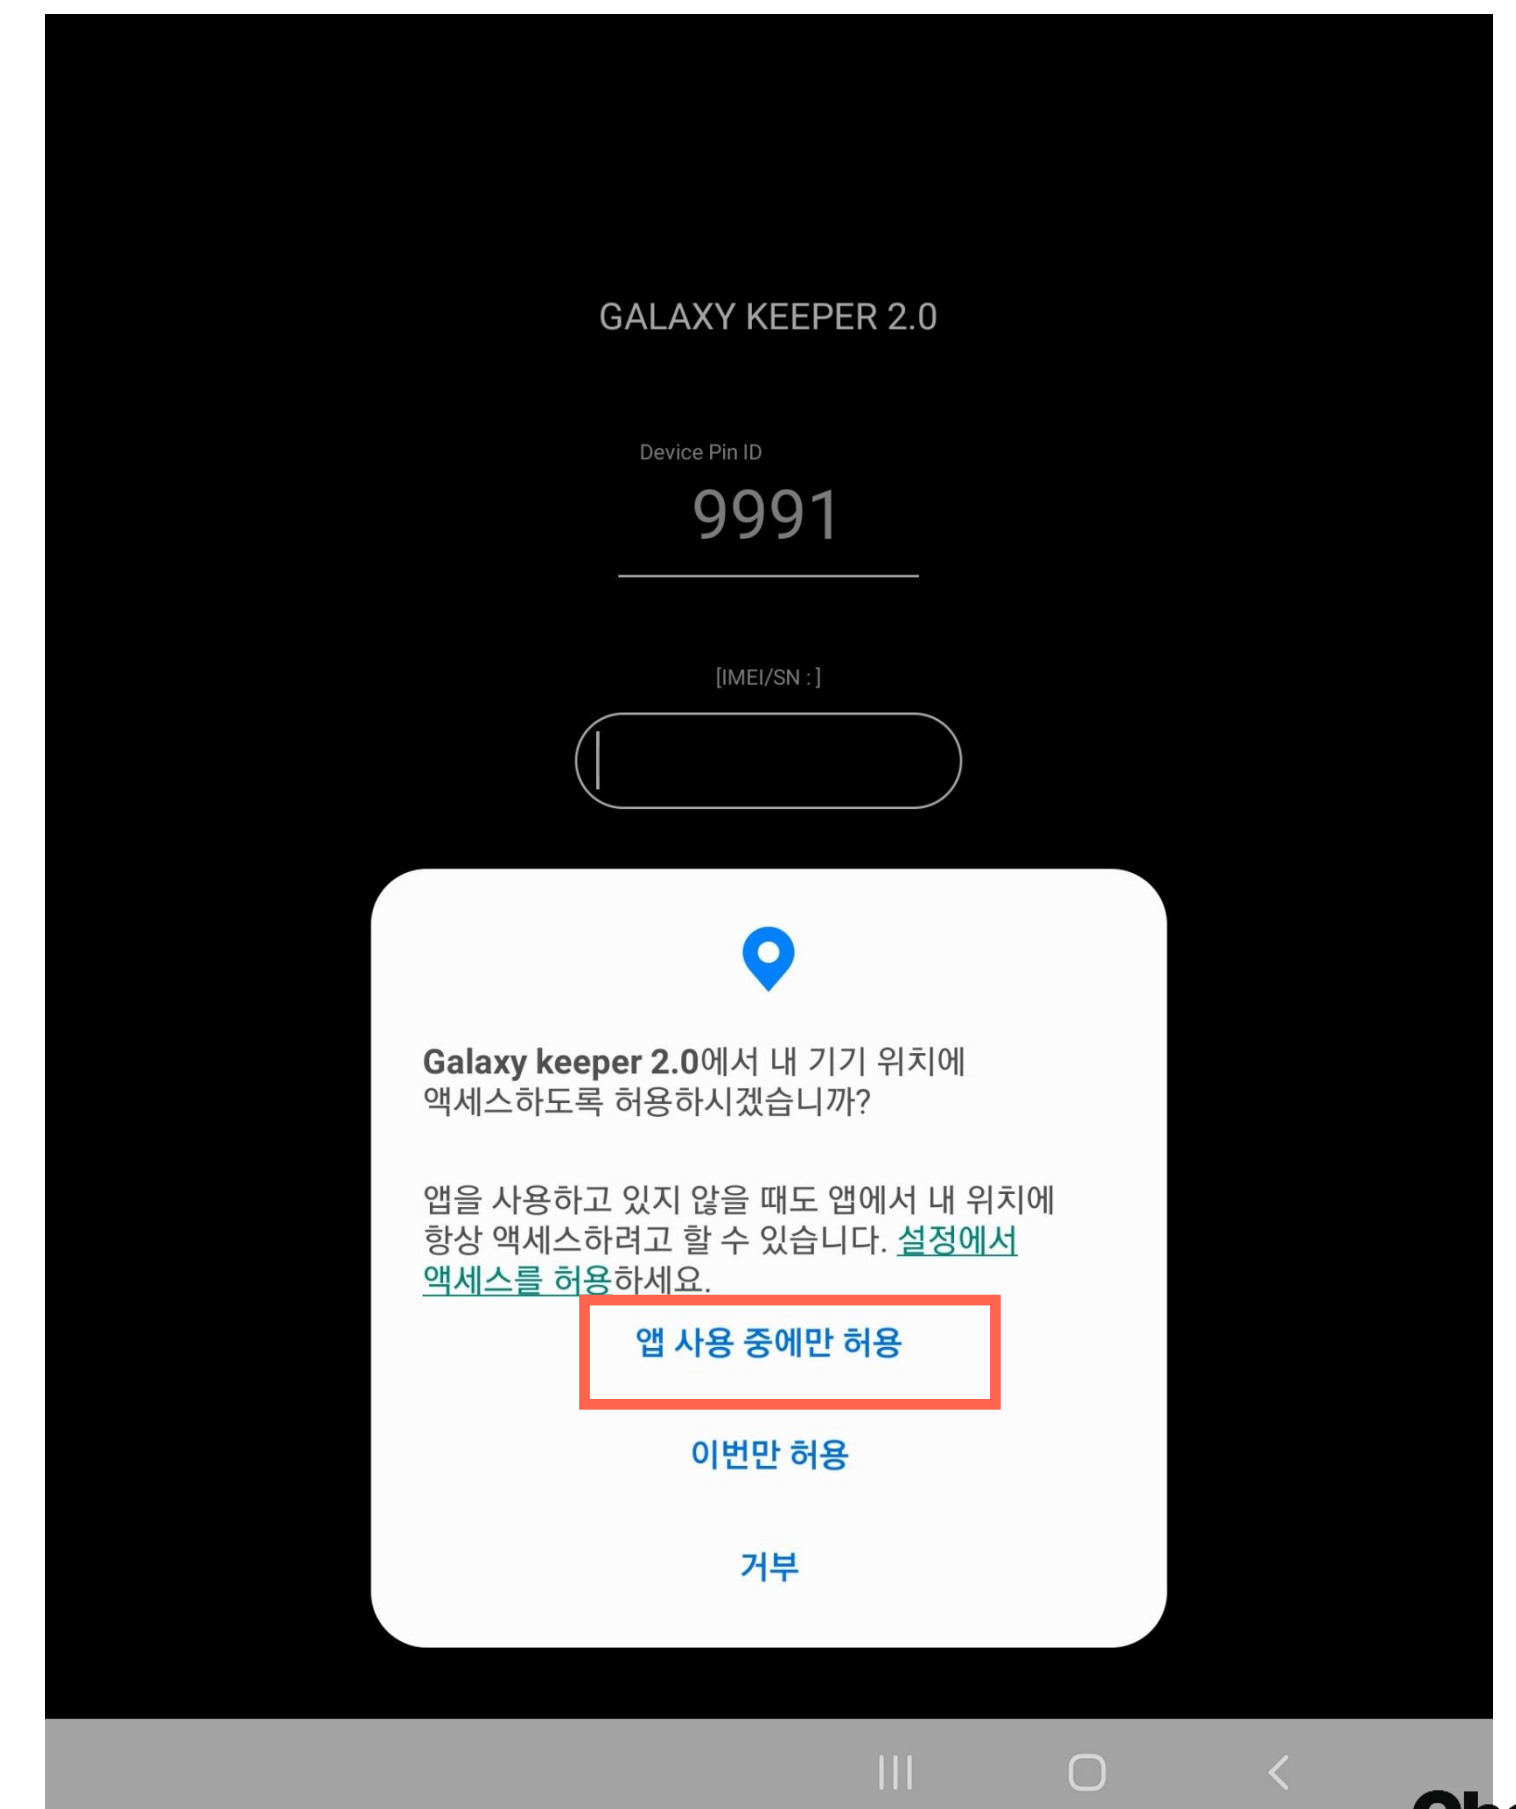 GALAXY KEEPER 2.0
Device Pin ID
9991
[IMEI/SN : ]
Galaxy keeper 2.0에서 내 기기 위치에
액세스하도록 허용하시겠습니까?
앱을 사용하고 있지 않을 때도 앱에서 내 위치에
항상 액세스하려고 할 수 있습니다. 설정에서
액세스를 허용하세요.
앱 사용 중에만 허용
이번만 허용
거부